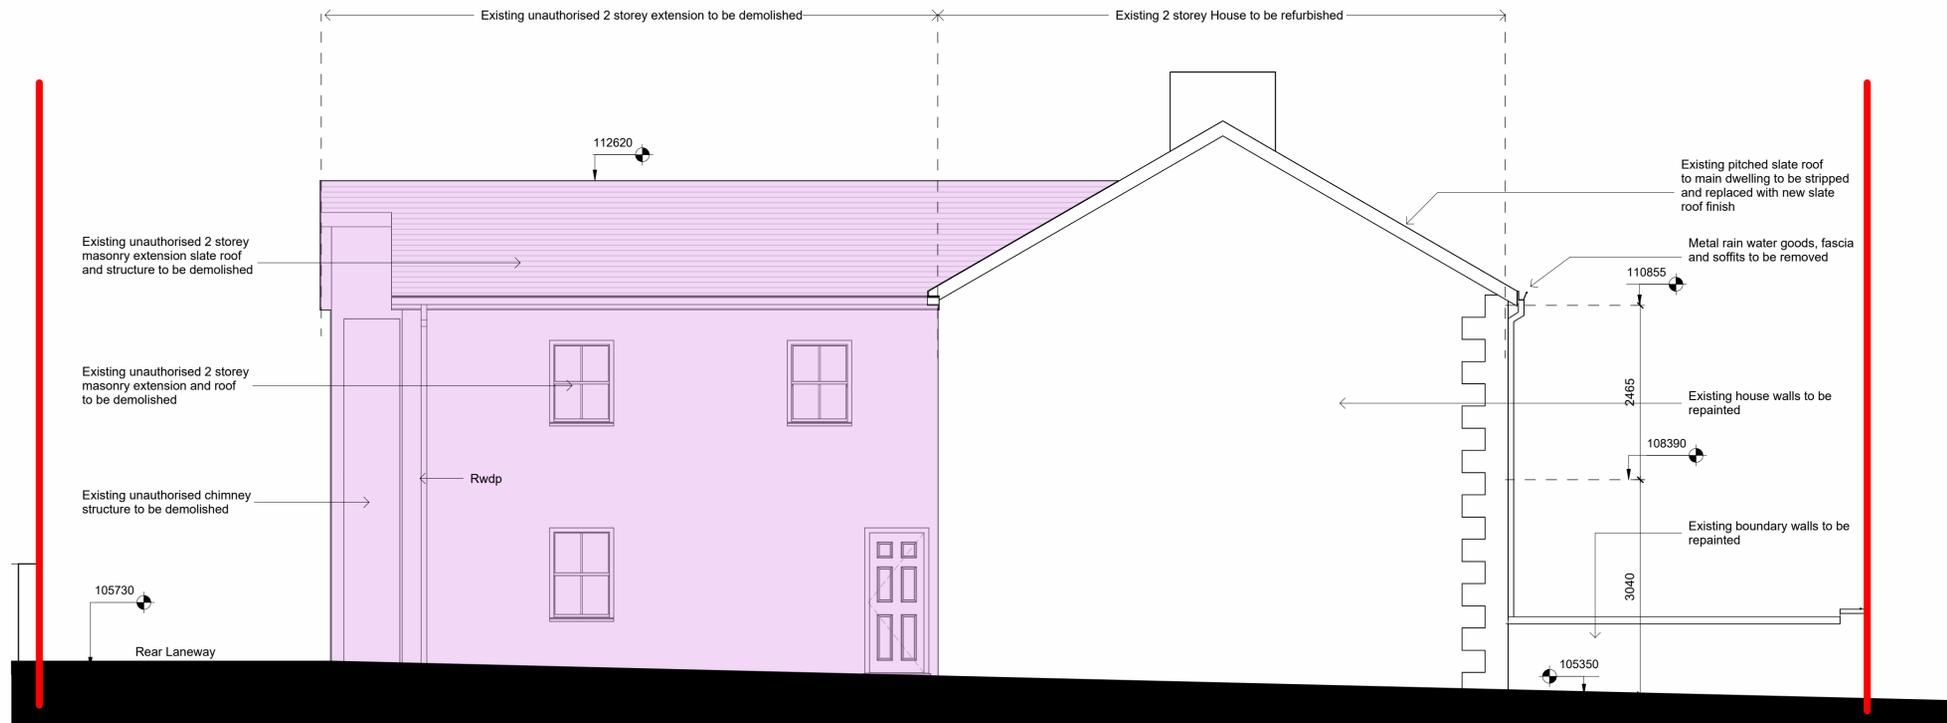 Existing unauthorised 2 storey extension to be demolished
Existing 2 storey House to be refurbished
112620
Existing pitched slate roof
to main dwelling to be stripped
and replaced with new slate
roof finish
Existing unauthorised 2 storey
masonry extension slate roof
and structure to be demolished
Metal rain water goods, fascia
and soffits to be removed
110855
Existing unauthorised 2 storey
masonry extension and roof
to be demolished
2465
Existing house walls to be
repainted
108390
Rwdp
Existing unauthorised chimney
structure to be demolished
Existing boundary walls to be
repainted
3040
105730
Rear Laneway
105350